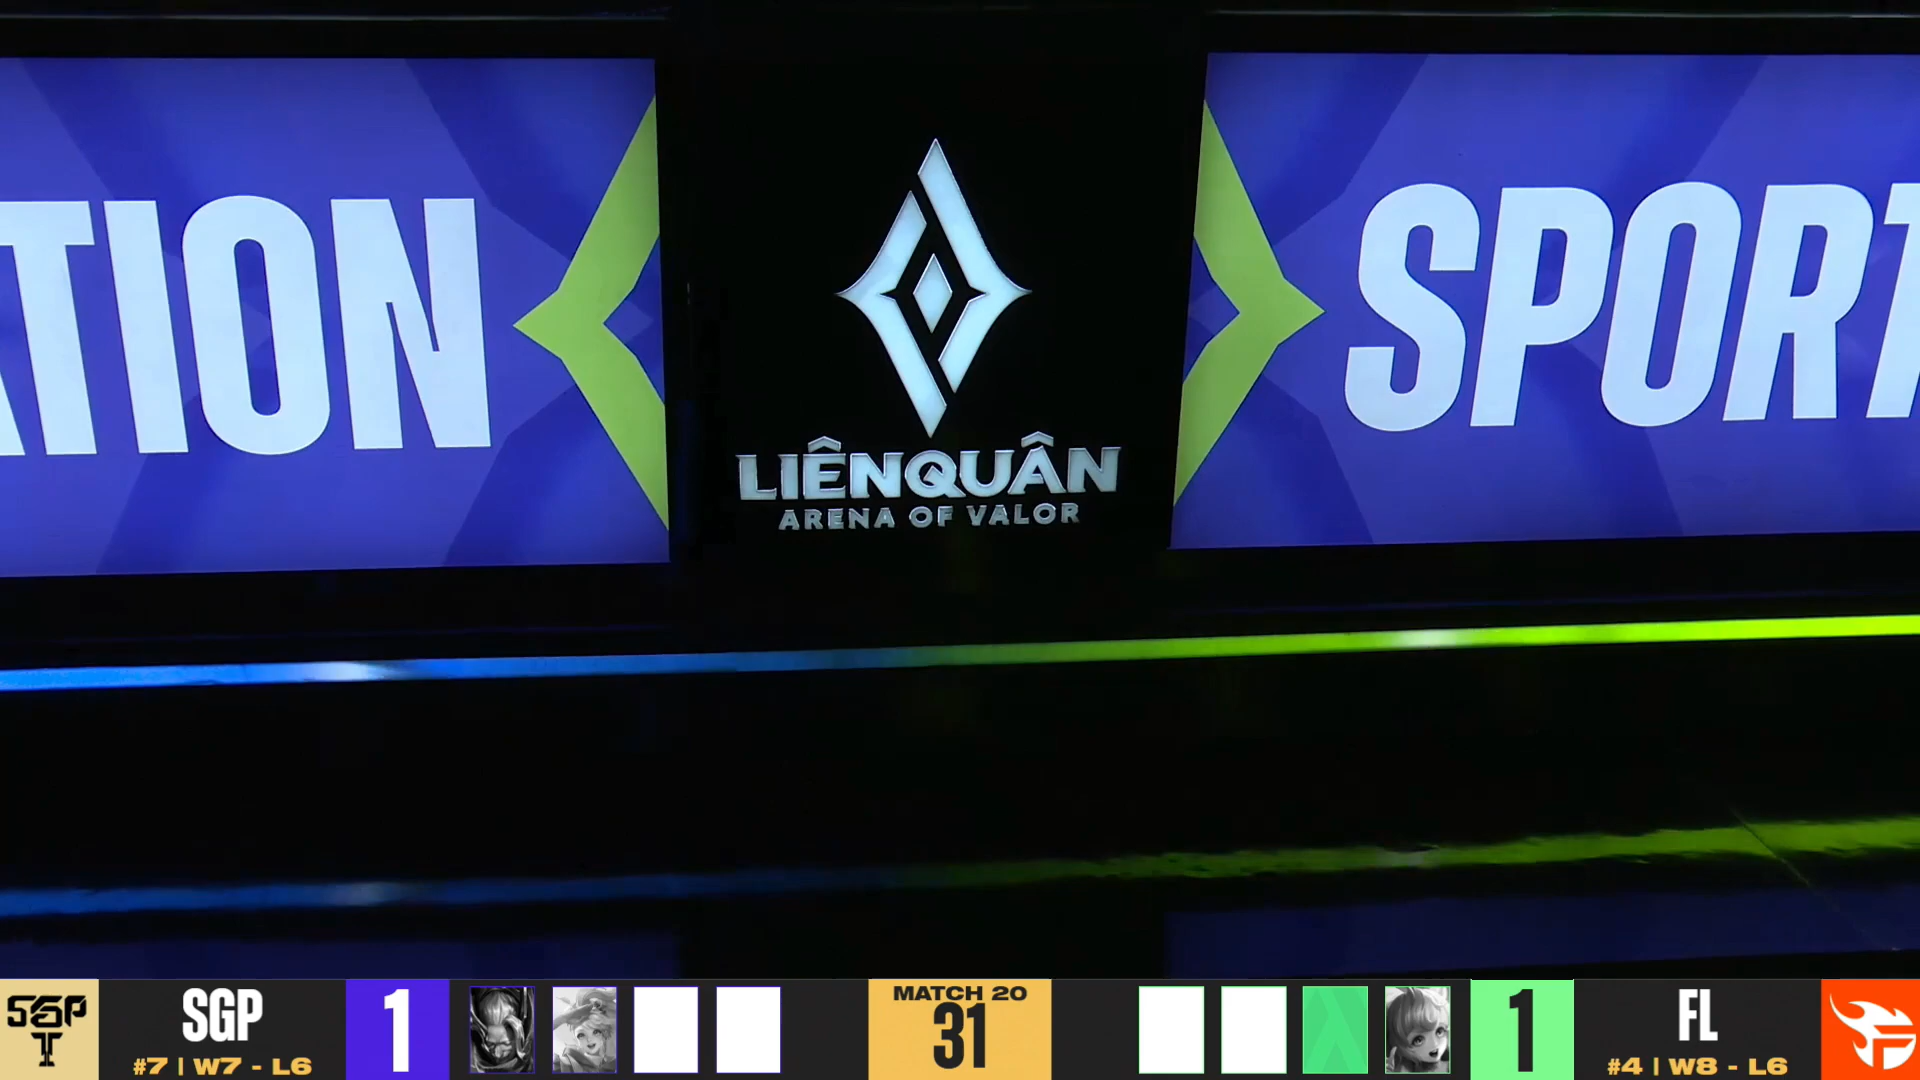 TION
LIÊNQUÂN
ARENA OF VALOR
SPORT
SGP
SGP
#7 | W7 - L6
1
MATCH 20
31
1
FL
#4 | W8 - L6